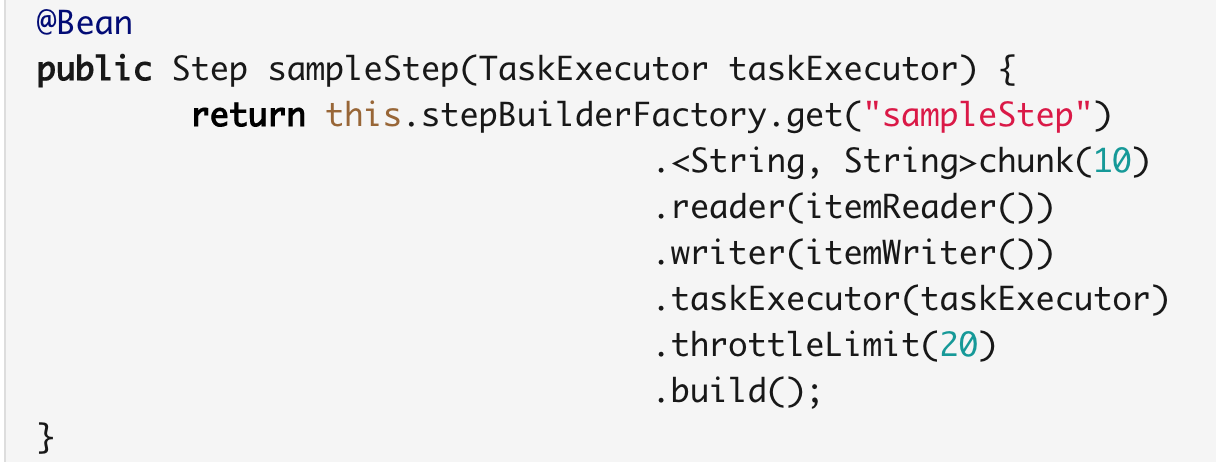 @Bean
public Step sampleStep(TaskExecutor taskExecutor) {
        return this.stepBuilderFactory.get("sampleStep")
                                .<String, String>chunk(10)
                                .reader(itemReader())
                                .writer(itemWriter())
                                .taskExecutor(taskExecutor)
                                .throttleLimit(20)
                                .build();
}